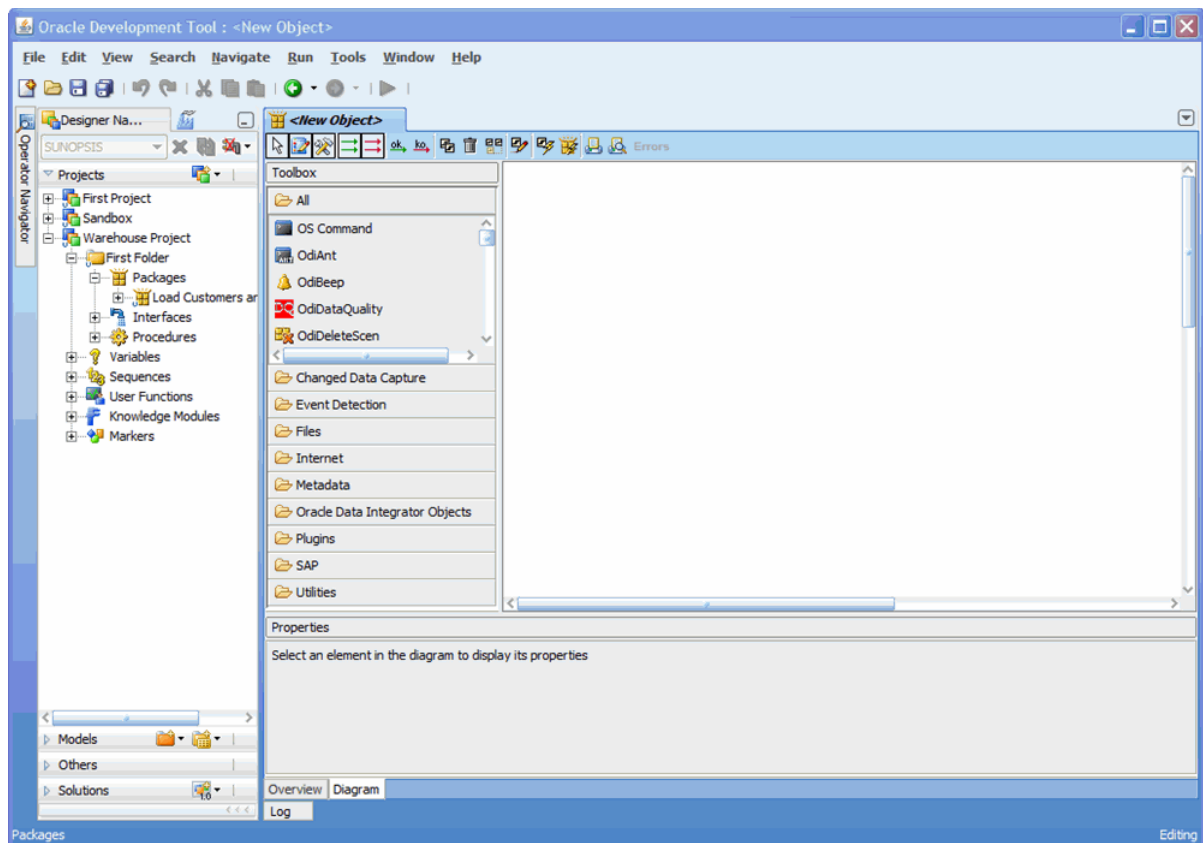 Oracle Development Tool : <New Object>
File Edit View Search Navigate Run Tools Window Help
Operator Navigator
Designer Na...
SUNOPSIS
Projects
First Project
Sandbox
Warehouse Project
First Folder
Packages
Load Customers ar
Interfaces
Procedures
Variables
Sequences
User Functions
Knowledge Modules
Markers
Models
Others
Solutions
1.0
<New Object>
ok ko Errors
Toolbox
All
OS Command
OdiAnt
OdiBeep
OdiDataQuality
OdiDeleteScen
Changed Data Capture
Event Detection
Files
Internet
Metadata
Oracle Data Integrator Objects
Plugins
SAP
Utilities
Properties
Select an element in the diagram to display its properties
Overview Diagram
Log
Packages Editing